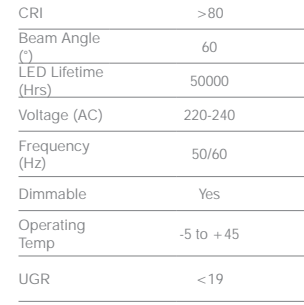 CRI >80
Beam Angle
(°) 60
LED Lifetime
(Hrs) 50000
Voltage (AC) 220-240
Frequency
(Hz) 50/60
Dimmable Yes
Operating
Temp -5 to +45
UGR <19